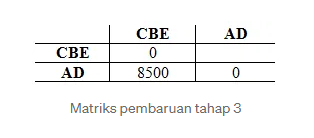 CBE AD
CBE 0
AD 8500 0
Matriks pembaruan tahap 3